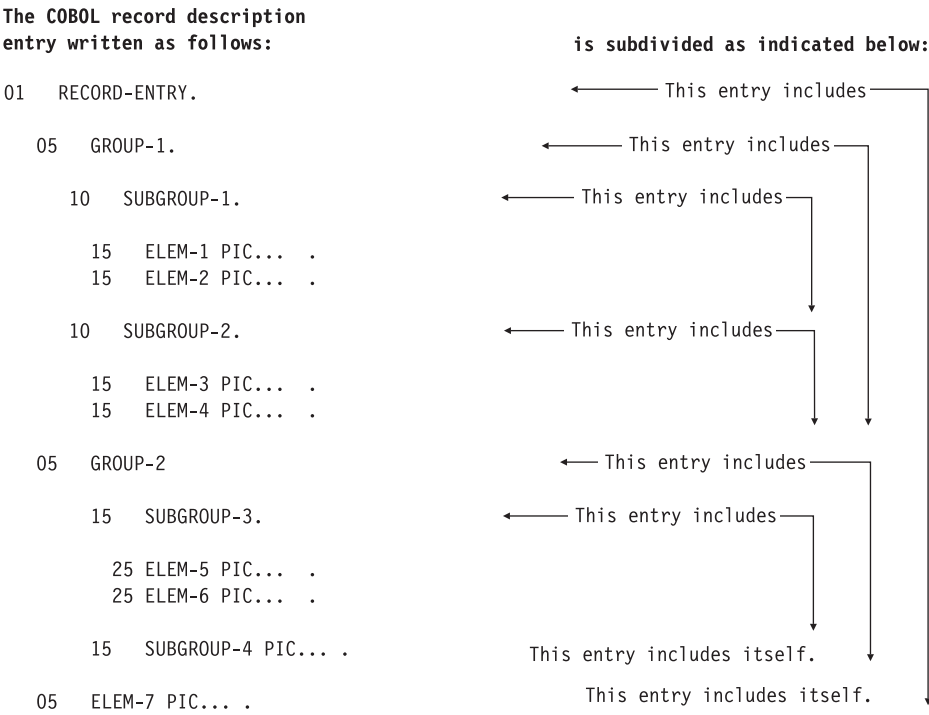 The COBOL record description
entry written as follows: is subdivided as indicated below:
01 RECORD-ENTRY. This entry includes
05 GROUP-1. This entry includes
10 SUBGROUP-1. This entry includes
15 ELEM-1 PIC... .
15 ELEM-2 PIC... .
10 SUBGROUP-2. This entry includes
15 ELEM-3 PIC... .
15 ELEM-4 PIC... .
05 GROUP-2 This entry includes
15 SUBGROUP-3. This entry includes
25 ELEM-5 PIC... .
25 ELEM-6 PIC... .
15 SUBGROUP-4 PIC... . This entry includes itself.
05 ELEM-7 PIC... . This entry includes itself.